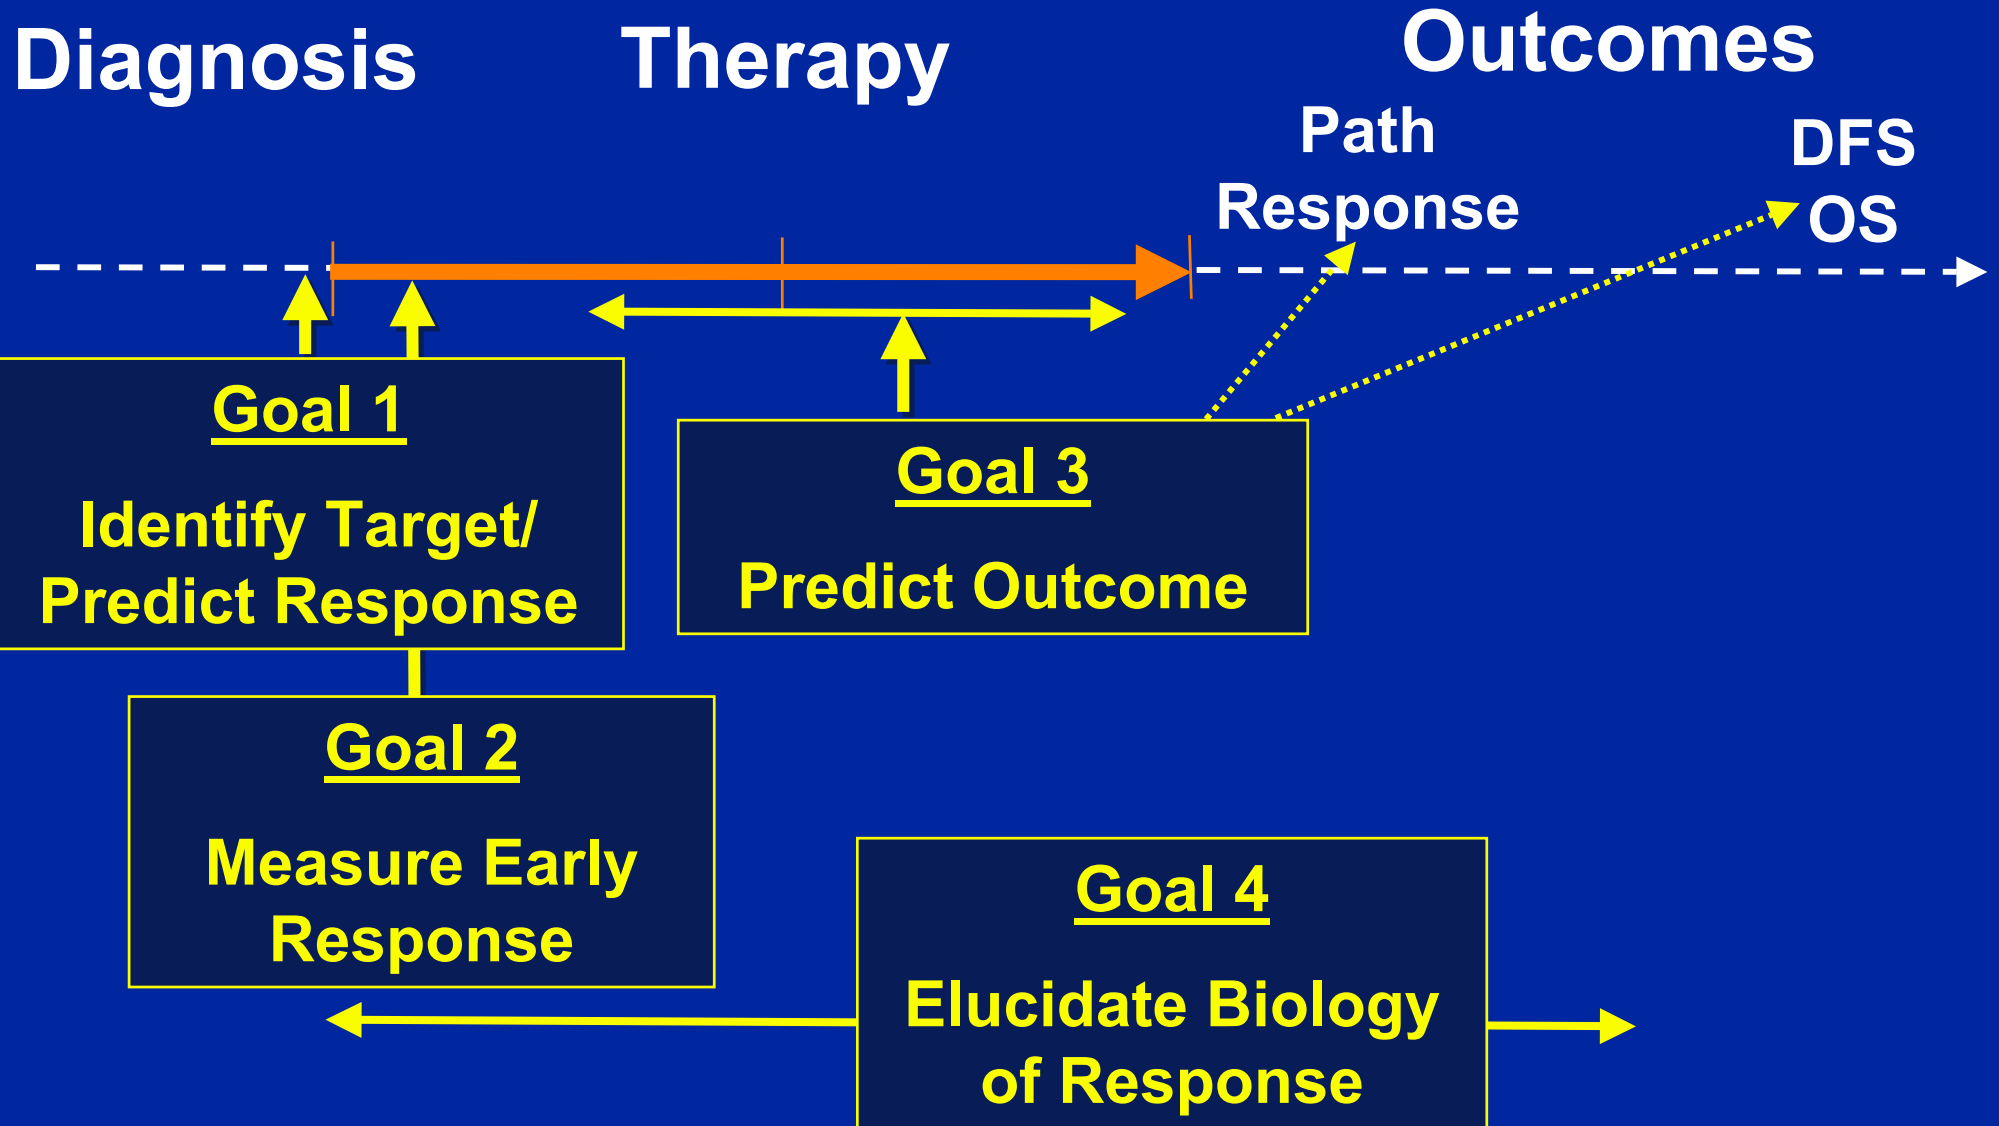 Diagnosis
Therapy
Outcomes
Path
Response
DFS
OS
Goal 1
Identify Target/
Predict Response
Goal 3
Predict Outcome
Goal 2
Measure Early
Response
Goal 4
Elucidate Biology
of Response